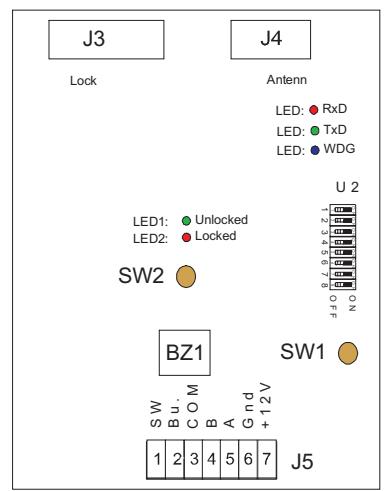 J3
J4
Lock
Antenn
LED: RxD
LED: TxD
LED: WDG
U 2
1
2
3
4
5
6
7
8
OFF
ON
LED1: Unlocked
LED2: Locked
SW2
BZ1
SW1
SW
Bu.
COM
B
A
Gnd
+12V
1 2 3 4 5 6 7 J5